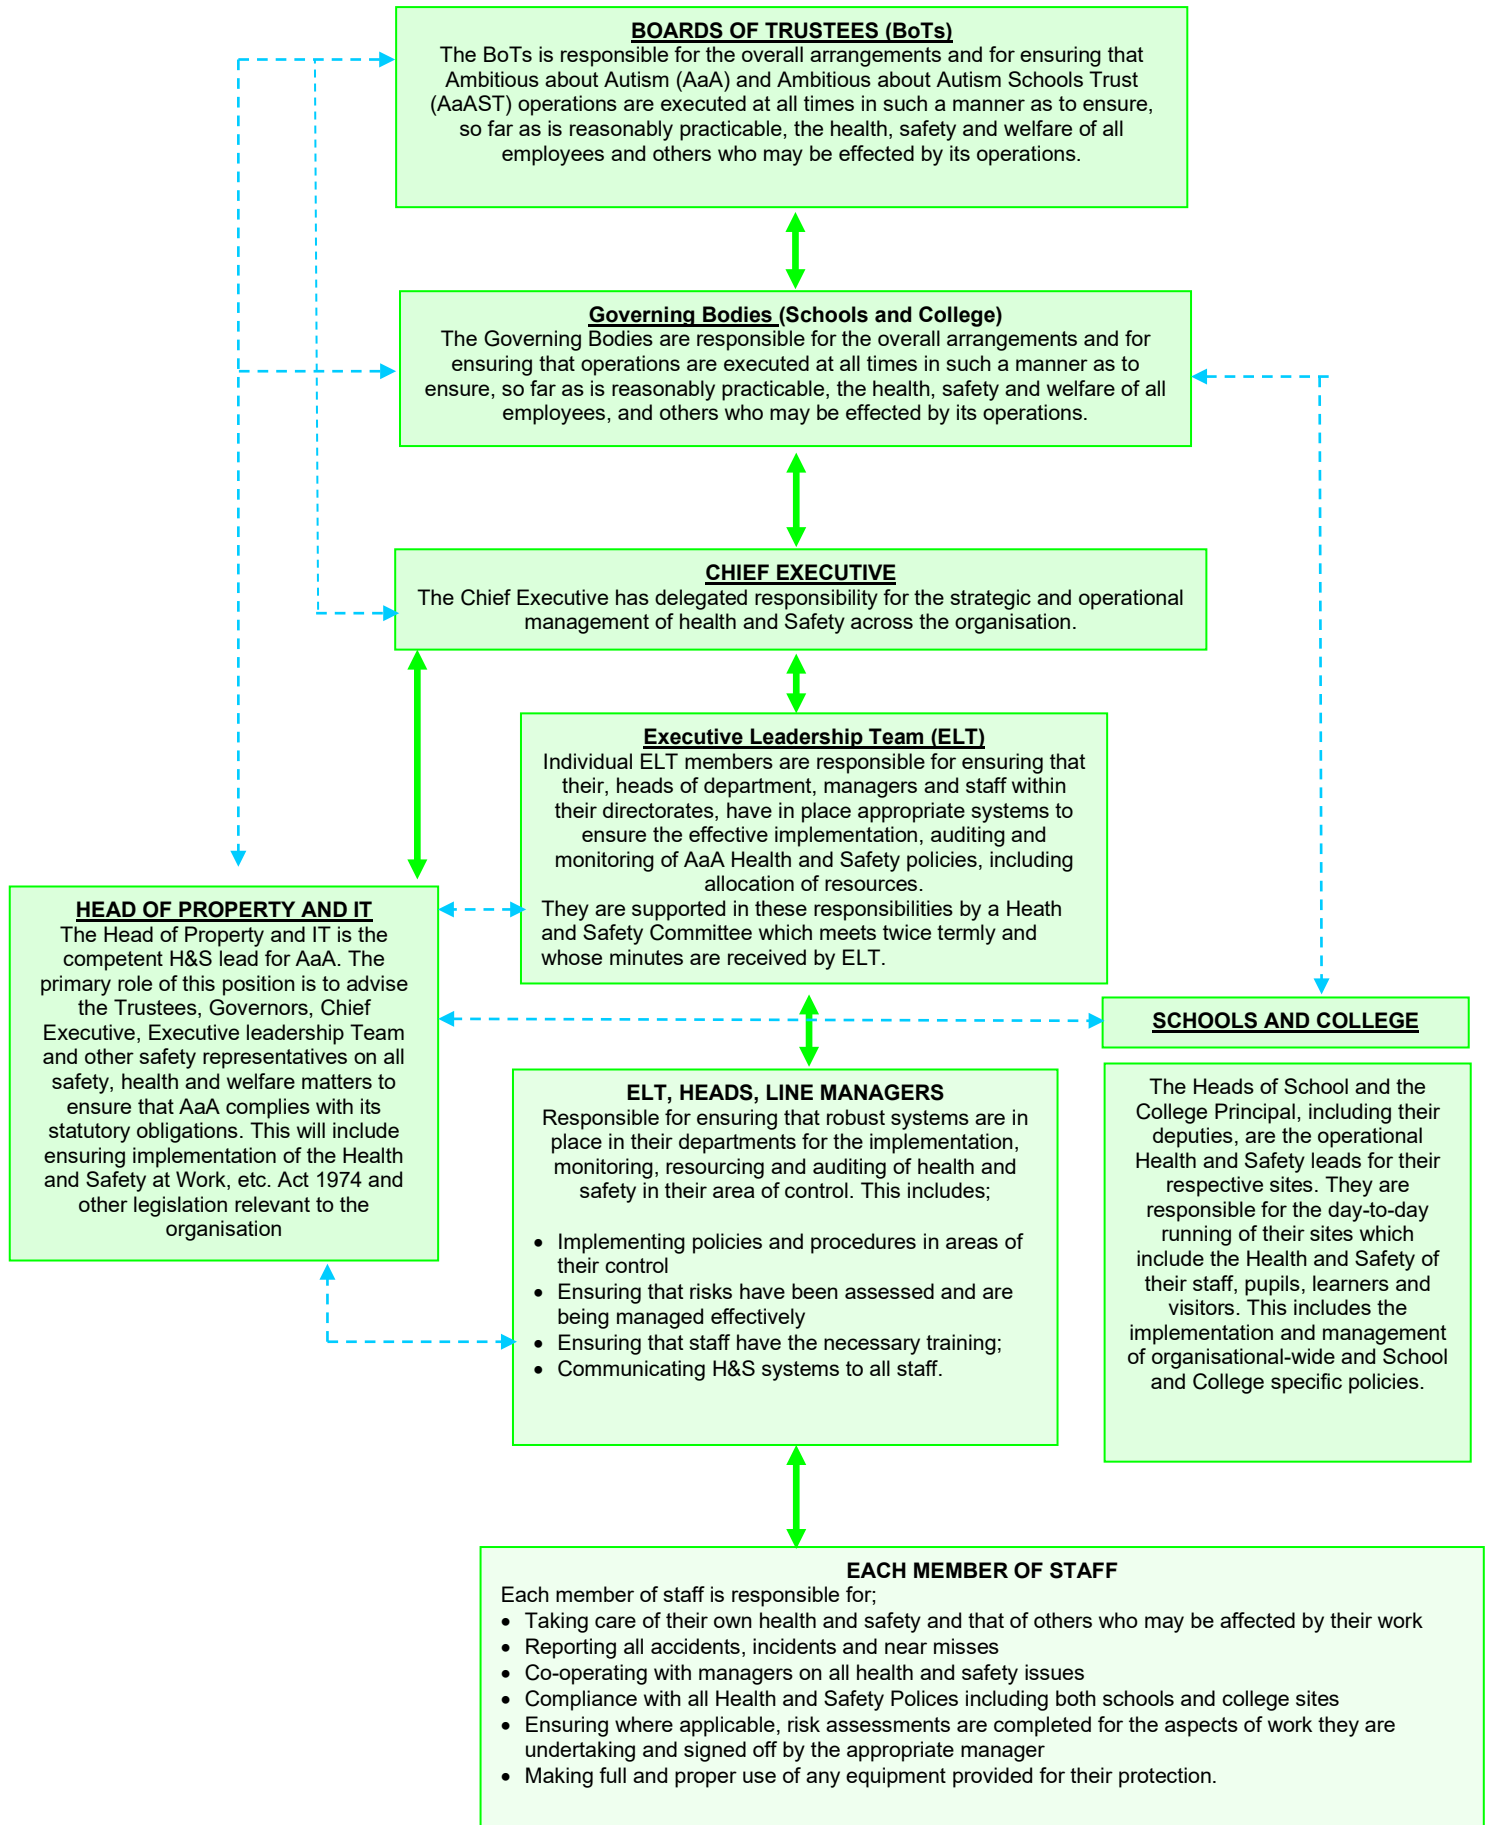 BOARDS OF TRUSTEES (BoTs)
The BoTs is responsible for the overall arrangements and for ensuring that
Ambitious about Autism (AaA) and Ambitious about Autism Schools Trust
(AaAST) operations are executed at all times in such a manner as to ensure,
so far as is reasonably practicable, the health, safety and welfare of all
employees and others who may be effected by its operations.
Governing Bodies (Schools and College)
The Governing Bodies are responsible for the overall arrangements and for
ensuring that operations are executed at all times in such a manner as to
ensure, so far as is reasonably practicable, the health, safety and welfare of all
employees, and others who may be effected by its operations.
CHIEF EXECUTIVE
The Chief Executive has delegated responsibility for the strategic and operational
management of health and Safety across the organisation.
Executive Leadership Team (ELT)
Individual ELT members are responsible for ensuring that
their, heads of department, managers and staff within
their directorates, have in place appropriate systems to
ensure the effective implementation, auditing and
monitoring of AaA Health and Safety policies, including
allocation of resources.
They are supported in these responsibilities by a Heath
and Safety Committee which meets twice termly and
whose minutes are received by ELT.
HEAD OF PROPERTY AND IT
The Head of Property and IT is the
competent H&S lead for AaA. The
primary role of this position is to advise
the Trustees, Governors, Chief
Executive, Executive leadership Team
and other safety representatives on all
safety, health and welfare matters to
ensure that AaA complies with its
statutory obligations. This will include
ensuring implementation of the Health
and Safety at Work, etc. Act 1974 and
other legislation relevant to the
organisation
SCHOOLS AND COLLEGE
The Heads of School and the
College Principal, including their
deputies, are the operational
Health and Safety leads for their
respective sites. They are
responsible for the day-to-day
running of their sites which
include the Health and Safety of
their staff, pupils, learners and
visitors. This includes the
implementation and management
of organisational-wide and School
and College specific policies.
ELT, HEADS, LINE MANAGERS
Responsible for ensuring that robust systems are in
place in their departments for the implementation,
monitoring, resourcing and auditing of health and
safety in their area of control. This includes;
• Implementing policies and procedures in areas of
their control
• Ensuring that risks have been assessed and are
being managed effectively
• Ensuring that staff have the necessary training;
• Communicating H&S systems to all staff.
EACH MEMBER OF STAFF
Each member of staff is responsible for;
• Taking care of their own health and safety and that of others who may be affected by their work
• Reporting all accidents, incidents and near misses
• Co-operating with managers on all health and safety issues
• Compliance with all Health and Safety Polices including both schools and college sites
• Ensuring where applicable, risk assessments are completed for the aspects of work they are
undertaking and signed off by the appropriate manager
• Making full and proper use of any equipment provided for their protection.